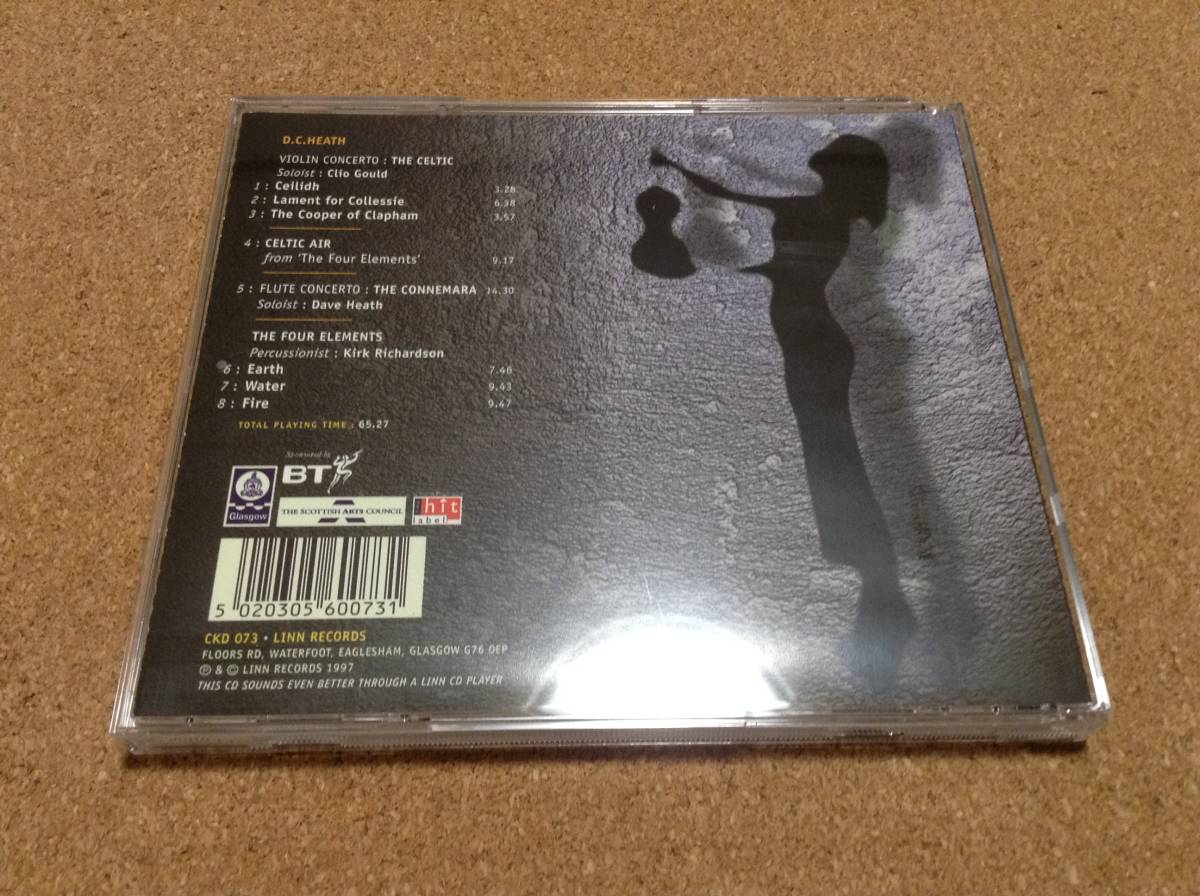 D.C.HEATH
VIOLIN CONCERTO : THE CELTIC
Soloist : Clio Gould
1 : Ceilidh 3.28
2 : Lament for Collessie 6.38
3 : The Cooper of Clapham 3.57
4 : CELTIC AIR
from 'The Four Elements' 9.17
5 : FLUTE CONCERTO : THE CONNEMARA 14.30
Soloist : Dave Heath
THE FOUR ELEMENTS
Percussionist : Kirk Richardson
6 : Earth 7.46
7 : Water 9.43
8 : Fire 9.47
TOTAL PLAYING TIME : 65.27
Sponsored by
BT
Glasgow
THE SCOTTISH ARTS COUNCIL
hit
label
5 020305 600731
CKD 073 • LINN RECORDS
FLOORS RD, WATERFOOT, EAGLESHAM, GLASGOW G76 0EP
℗ & © LINN RECORDS 1997
THIS CD SOUNDS EVEN BETTER THROUGH A LINN CD PLAYER